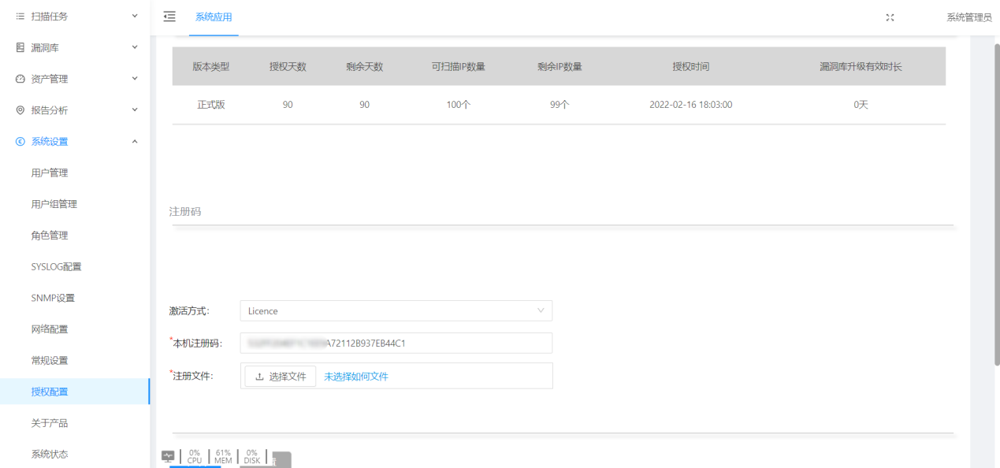 扫描任务
漏洞库
资产管理
报告分析
系统设置
用户管理
用户组管理
角色管理
SYSLOG配置
SNMP设置
网络配置
常规设置
授权配置
关于产品
系统状态
系统应用 系统管理员
版本类型 授权天数 剩余天数 可扫描IP数量 剩余IP数量 授权时间 漏洞库升级有效时长
正式版 90 90 100个 99个 2022-02-16 18:03:00 0天
注册码
激活方式: Licence
*本机注册码: A72112B937EB44C1
*注册文件: 选择文件 未选择如何文件
0% 61% 0%
CPU MEM DISK